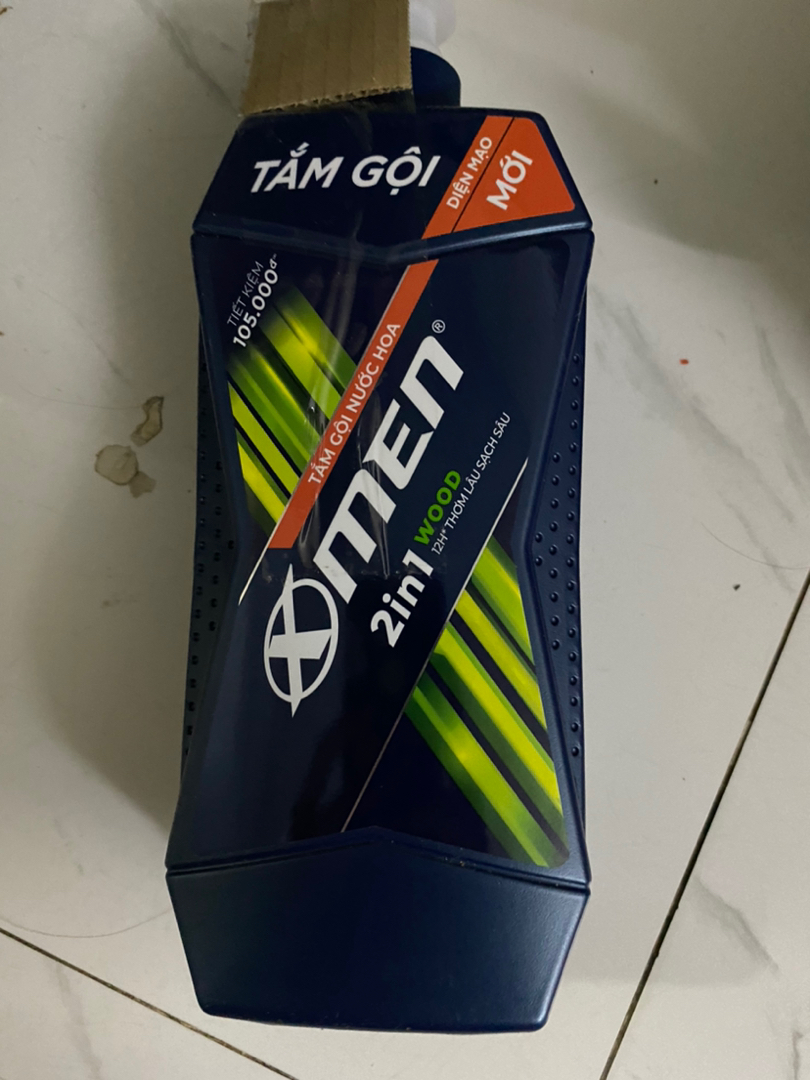 TẮM GỘI
DIỆN MẠO
MỚI
TIẾT KIỆM
105.000đ~
TẮM GỘI NƯỚC HOA
XMEN®
2in1 WOOD
12H* THƠM LÂU SẠCH SÂU